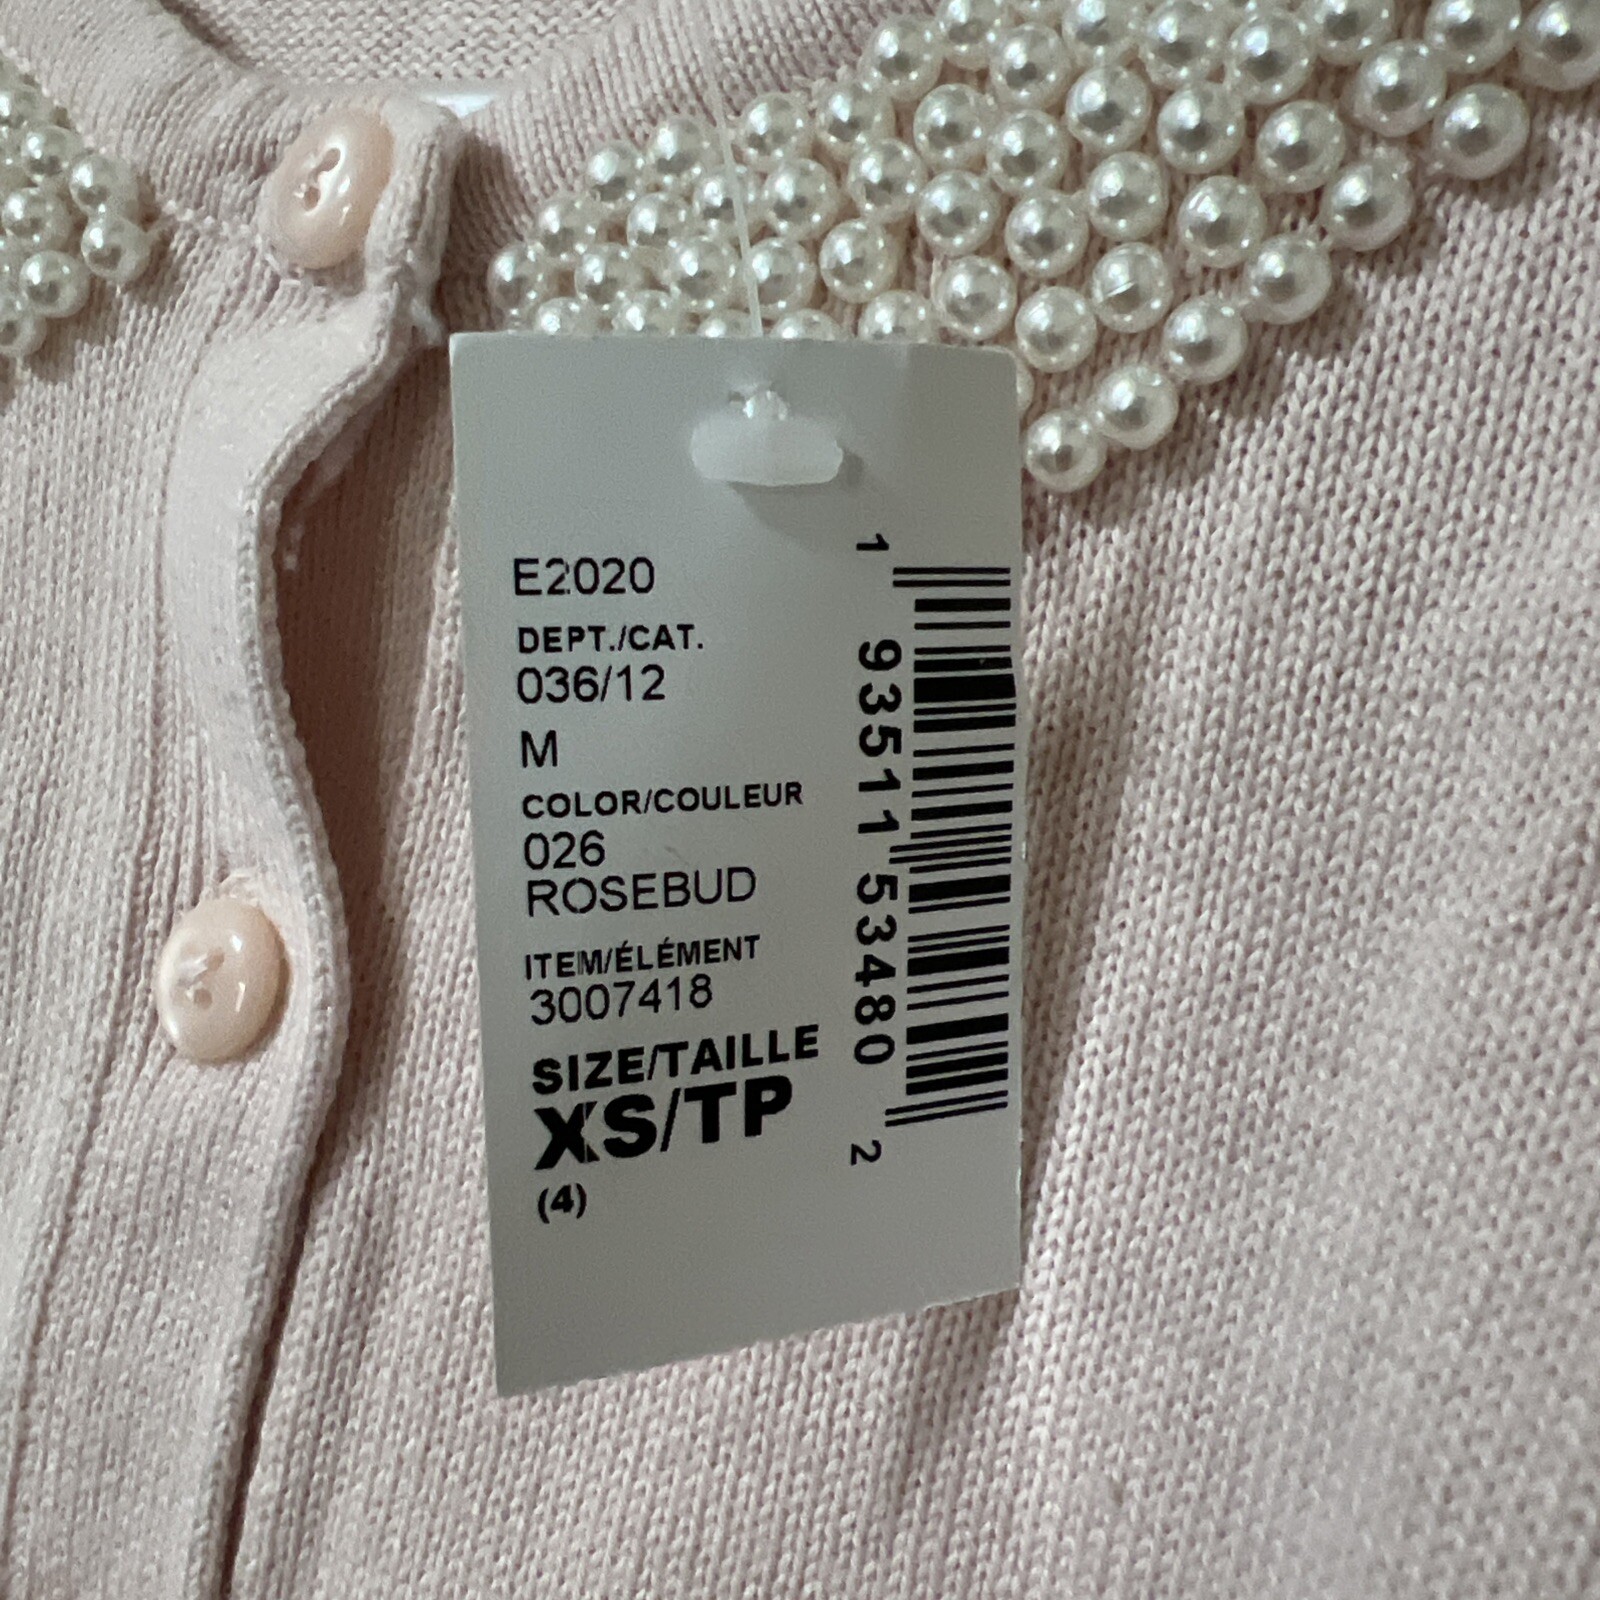 E2020
DEPT./CAT.
036/12
M
COLOR/COULEUR
026
ROSEBUD
ITEM/ÉLÉMENT
3007418
SIZE/TAILLE
XS/TP
(4)
1 93511 53480 2